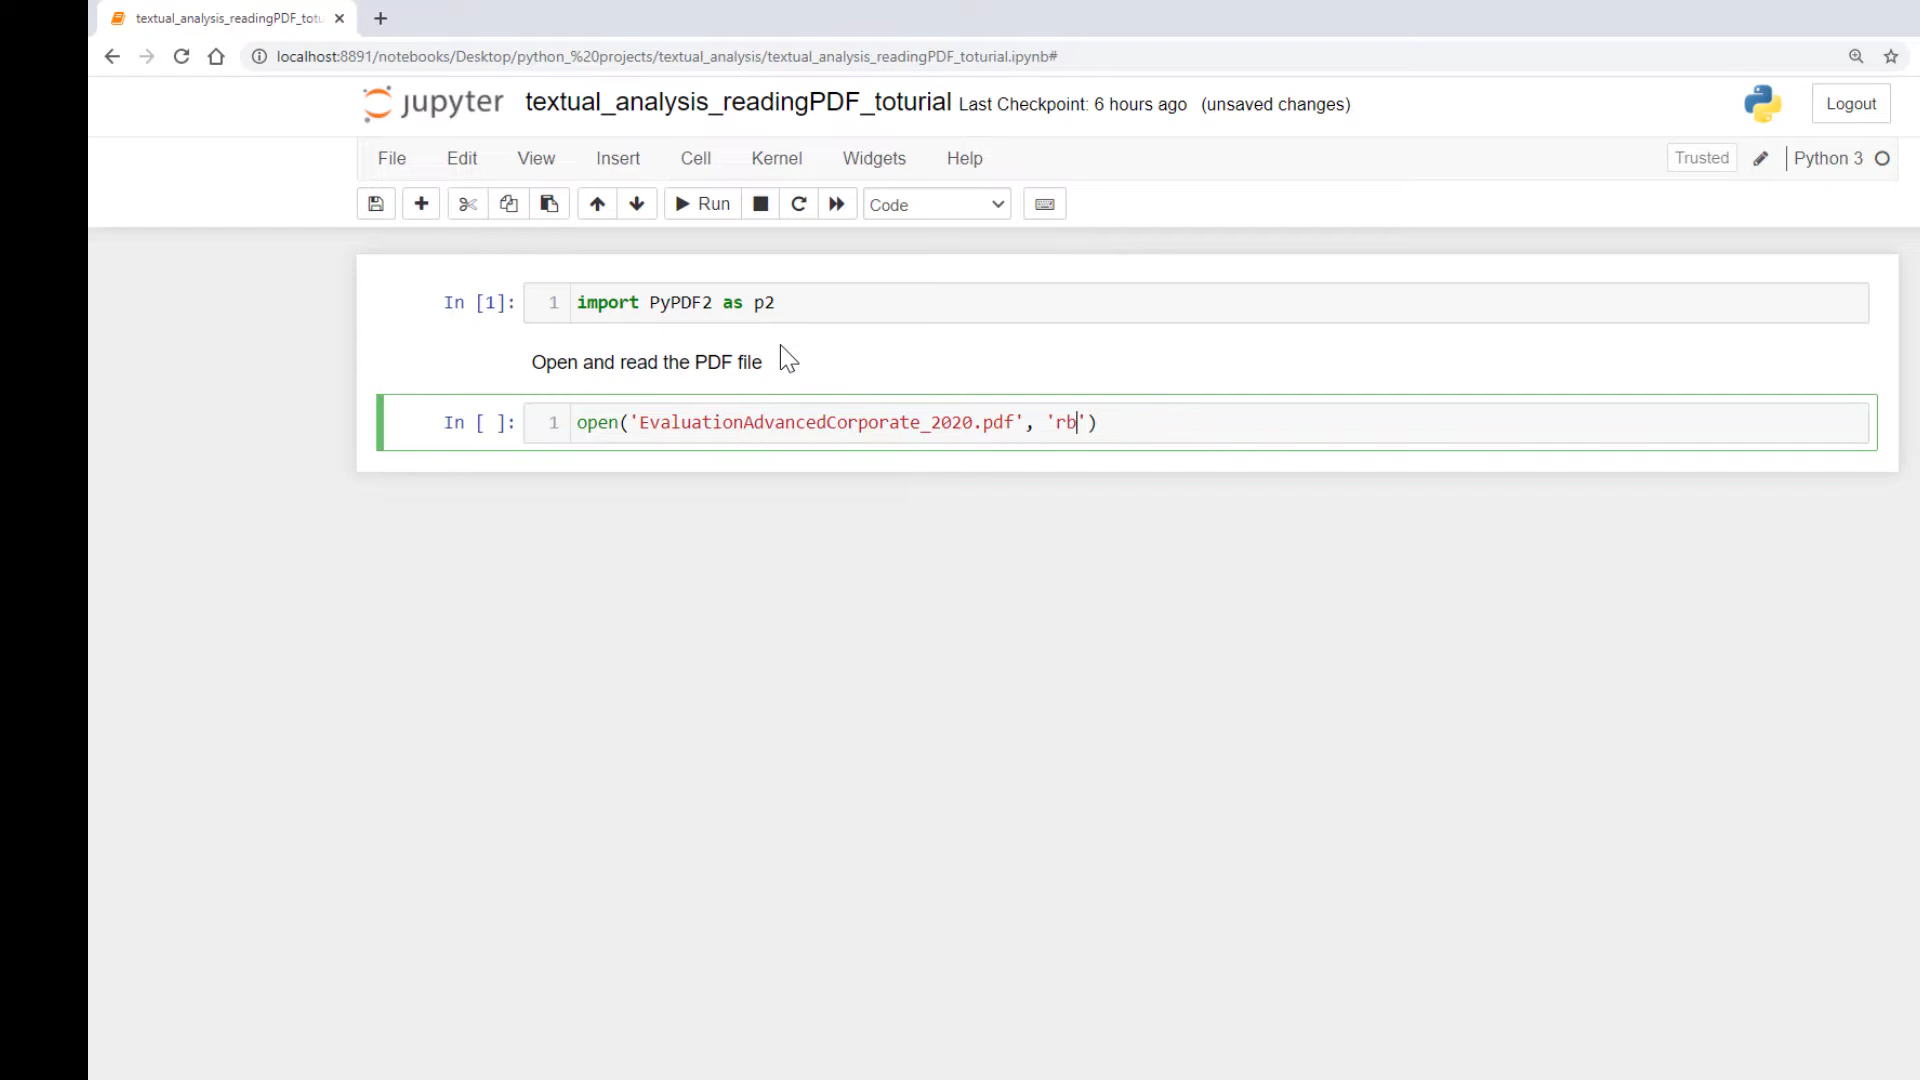 textual_analysis_readingPDF_totu
localhost:8891/notebooks/Desktop/python_%20projects/textual_analysis/textual_analysis_readingPDF_toturial.ipynb#
jupyter textual_analysis_readingPDF_toturial Last Checkpoint: 6 hours ago (unsaved changes) Logout
File Edit View Insert Cell Kernel Widgets Help Trusted Python 3
Run Code
In [1]: 1 import PyPDF2 as p2
Open and read the PDF file
In [ ]: 1 open('EvaluationAdvancedCorporate_2020.pdf', 'rb')